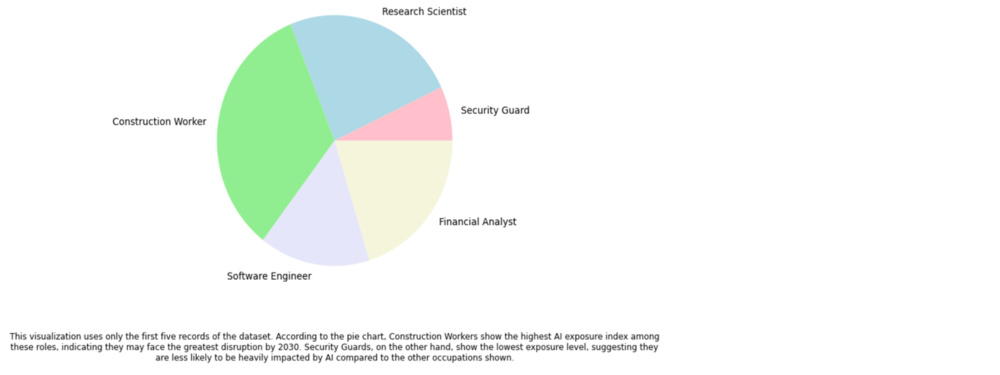 Research Scientist
Security Guard
Construction Worker
Financial Analyst
Software Engineer
This visualization uses only the first five records of the dataset. According to the pie chart, Construction Workers show the highest AI exposure index among
these roles, indicating they may face the greatest disruption by 2030. Security Guards, on the other hand, show the lowest exposure level, suggesting they
are less likely to be heavily impacted by AI compared to the other occupations shown.